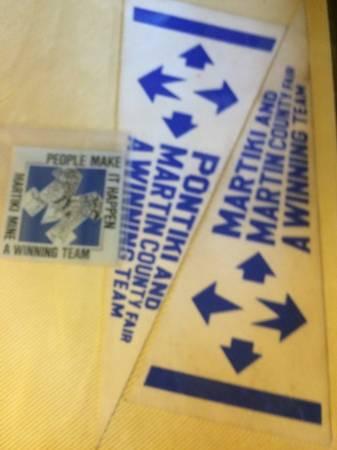 PEOPLE MAKE
IT HAPPEN
MARTIKI MINE
A WINNING TEAM
PONTIKI AND
MARTIN COUNTY FAIR
A WINNING TEAM
MARTIKI AND
MARTIN COUNTY FAIR
A WINNING TEAM